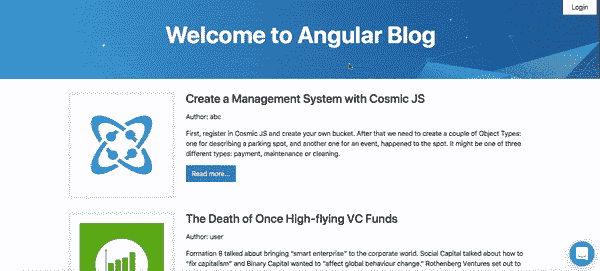 Login
Welcome to Angular Blog
Create a Management System with Cosmic JS
Author: abc
First, register in Cosmic JS and create your own bucket. After that we need to create a couple of Object Types:
one for describing a parking spot, and another one for an event, happened to the spot. It might be one of three
different types: payment, maintenance or cleaning.
Read more...
The Death of Once High-flying VC Funds
Author: user
Formation 8 talked about bringing "smart enterprise" to the corporate world. Social Capital talked about how to
"fix capitalism" and Binary Capital wanted to "affect global behaviour change." Rothenberg Ventures set out to